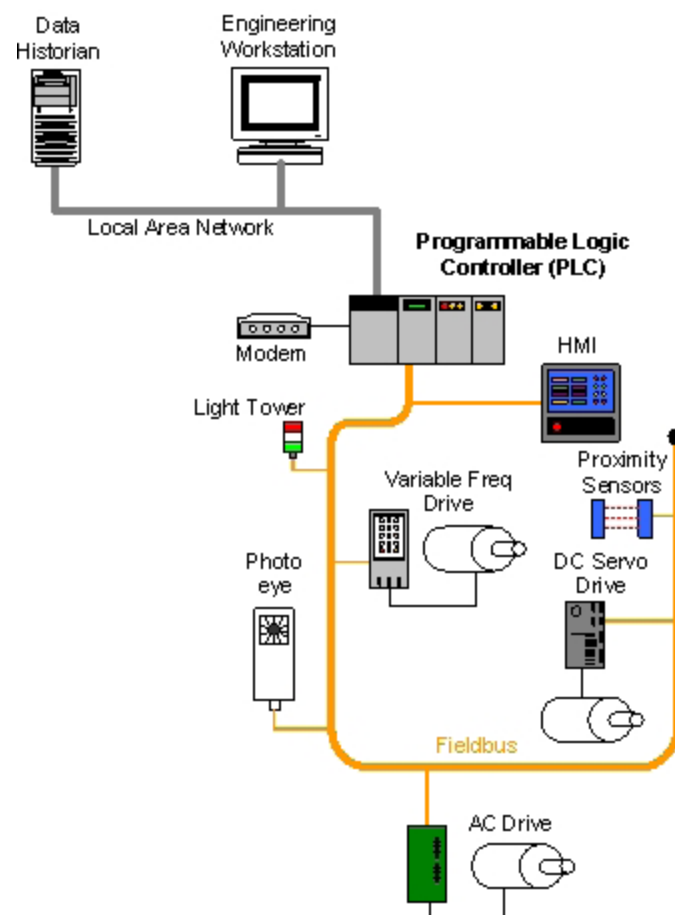 Data
Historian
Engineering
Workstation
Local Area Network
Programmable Logic
Controller (PLC)
Modem
HMI
Light Tower
Proximity
Sensors
Variable Freq
Drive
Photo
eye
DC Servo
Drive
Fieldbus
AC Drive